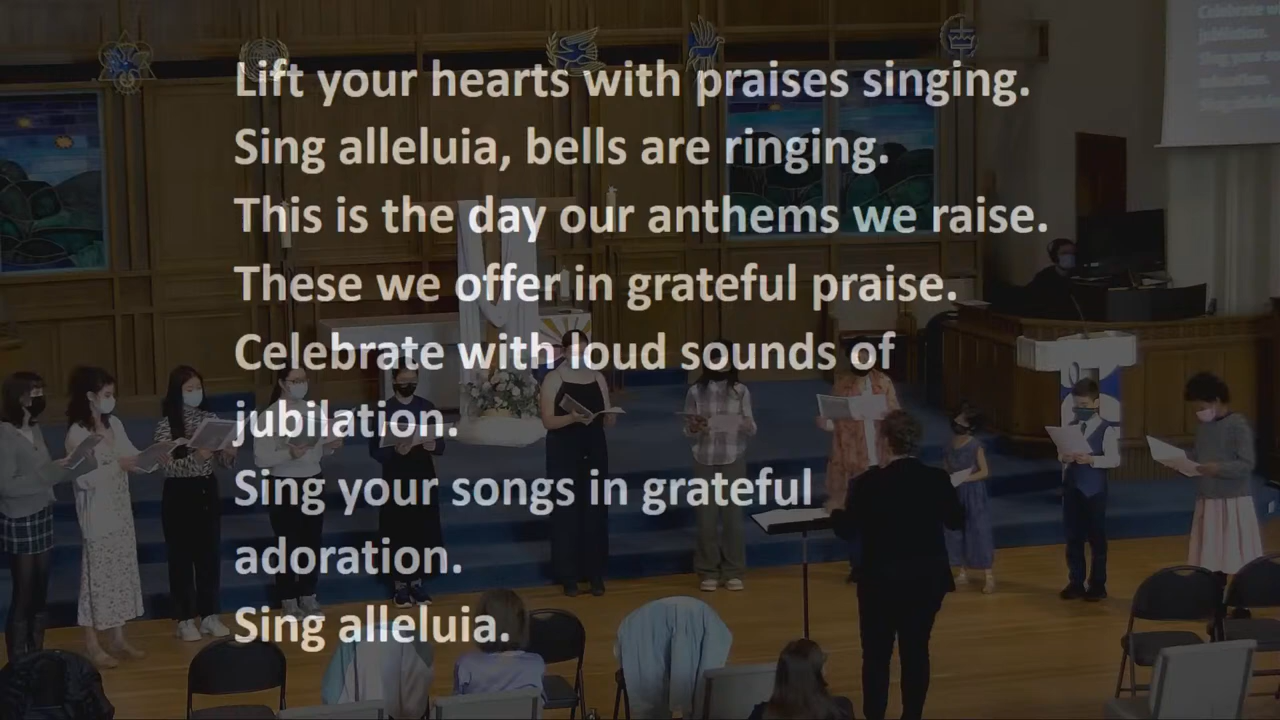 Lift your hearts with praises singing.
Sing alleluia, bells are ringing.
This is the day our anthems we raise.
These we offer in grateful praise.
Celebrate with loud sounds of
jubilation.
Sing your songs in grateful
adoration.
Sing alleluia.